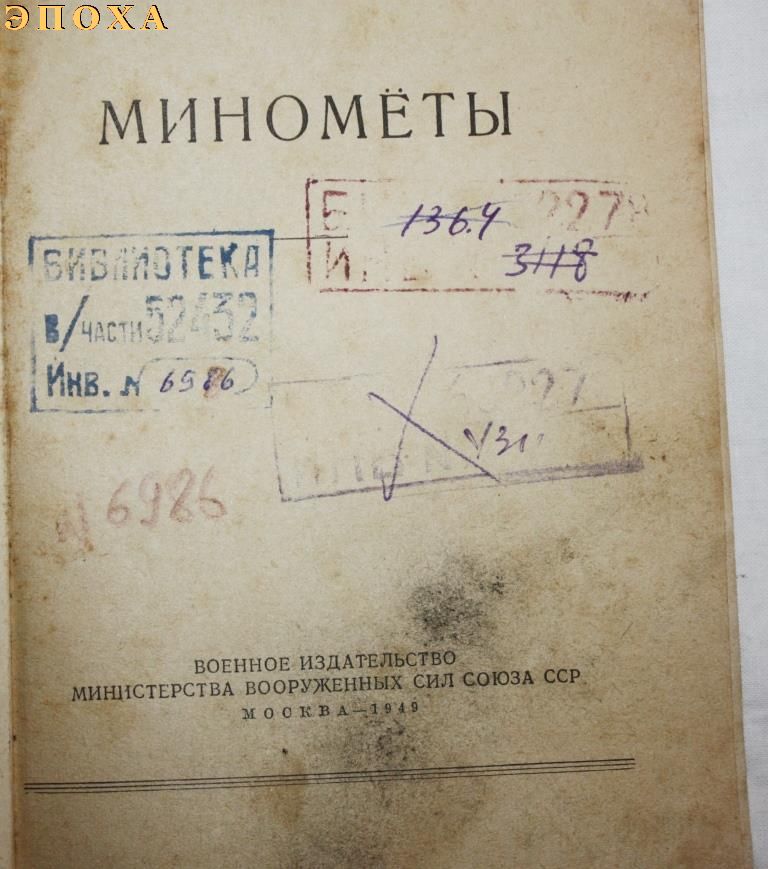 ЭПОХА
МИНОМЁТЫ
136.4 227
3118
БИБЛИОТЕКА
в/ЧАСТИ 52432
Инв. № 6986
6986
ВОЕННОЕ ИЗДАТЕЛЬСТВО
МИНИСТЕРСТВА ВООРУЖЕННЫХ СИЛ СОЮЗА ССР
МОСКВА—1949